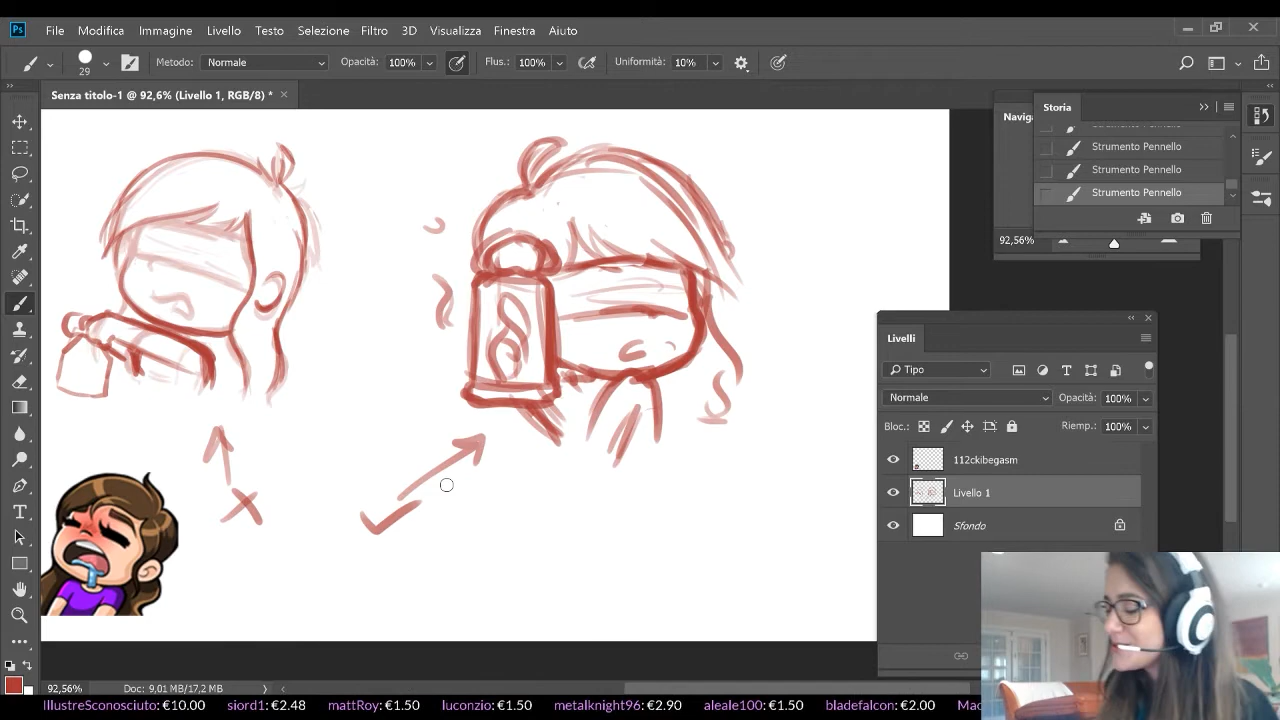 Ps File Modifica Immagine Livello Testo Selezione Filtro 3D Visualizza Finestra Aiuto
29 Metodo: Normale Opacità: 100% Flus.: 100% Uniformità: 10%
Senza titolo-1 @ 92,6% (Livello 1, RGB/8) *
Naviga
92,56%
Storia
Strumento Pennello
Strumento Pennello
Strumento Pennello
Strumento Pennello
Livelli
Tipo
Normale Opacità: 100%
Bloc.: Riemp.: 100%
112ckibegasm
Livello 1
Sfondo
92,56% Doc: 9,01 MB/17,2 MB
IllustreSconosciuto: €10.00 siord1: €2.48 mattRoy: €1.50 luconzio: €1.50 metalknight96: €2.90 aleale100: €1.50 bladefalcon: €2.00